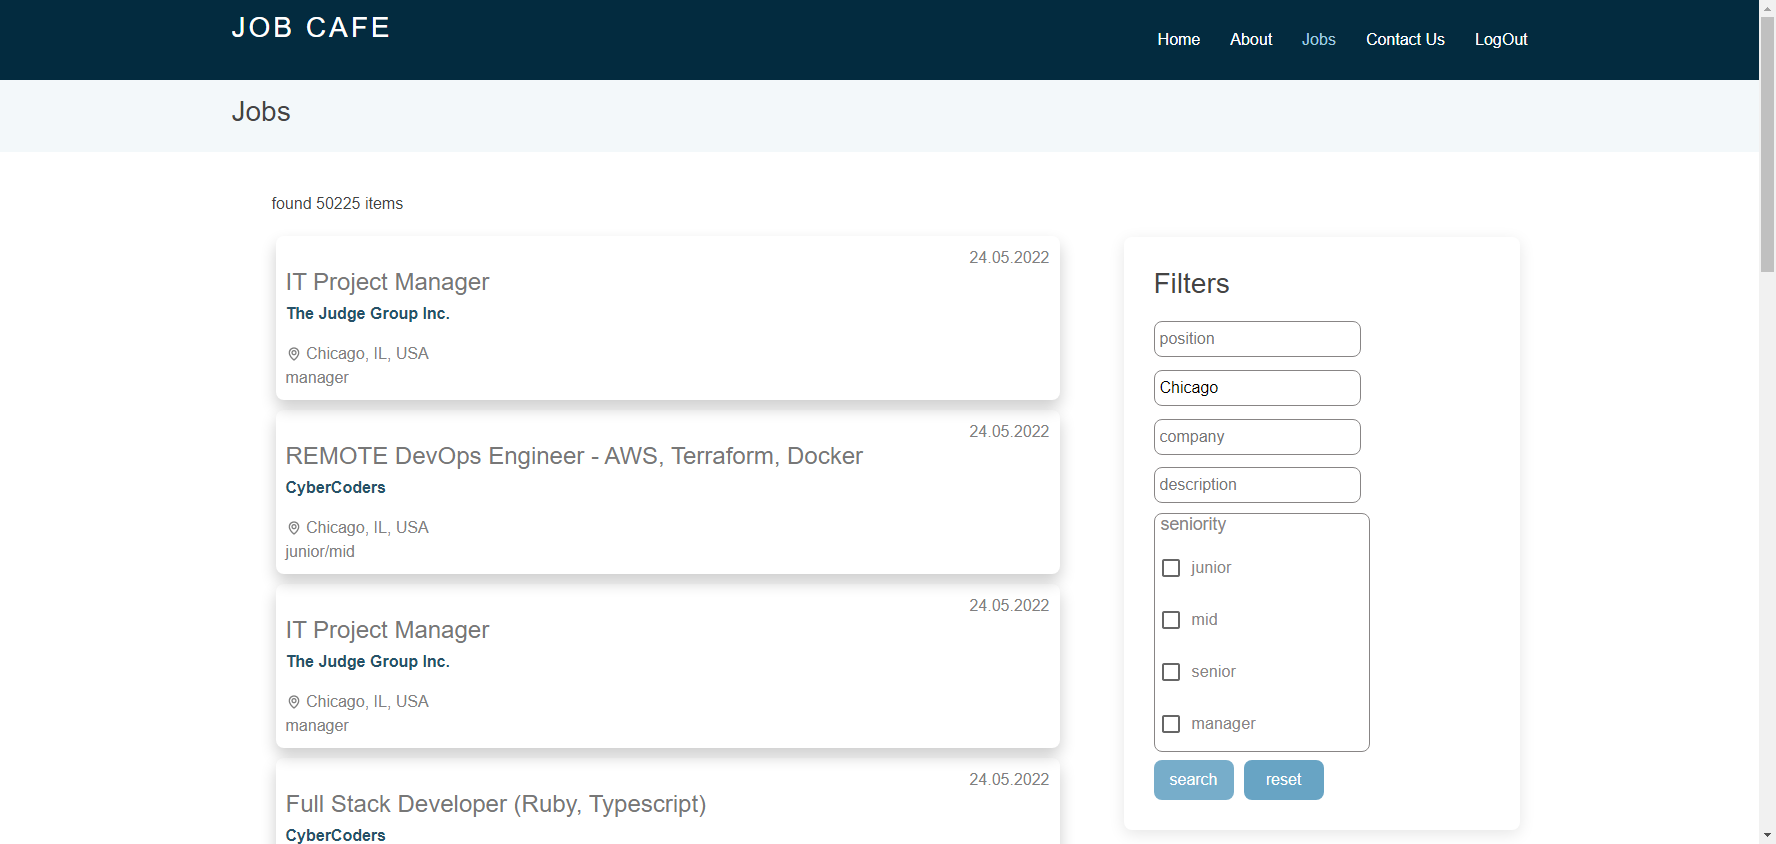 JOB CAFE
Home About Jobs Contact Us LogOut
Jobs
found 50225 items
24.05.2022
IT Project Manager
The Judge Group Inc.
Chicago, IL, USA
manager
24.05.2022
REMOTE DevOps Engineer - AWS, Terraform, Docker
CyberCoders
Chicago, IL, USA
junior/mid
24.05.2022
IT Project Manager
The Judge Group Inc.
Chicago, IL, USA
manager
24.05.2022
Full Stack Developer (Ruby, Typescript)
CyberCoders
Filters
position
Chicago
company
description
seniority
junior
mid
senior
manager
search reset